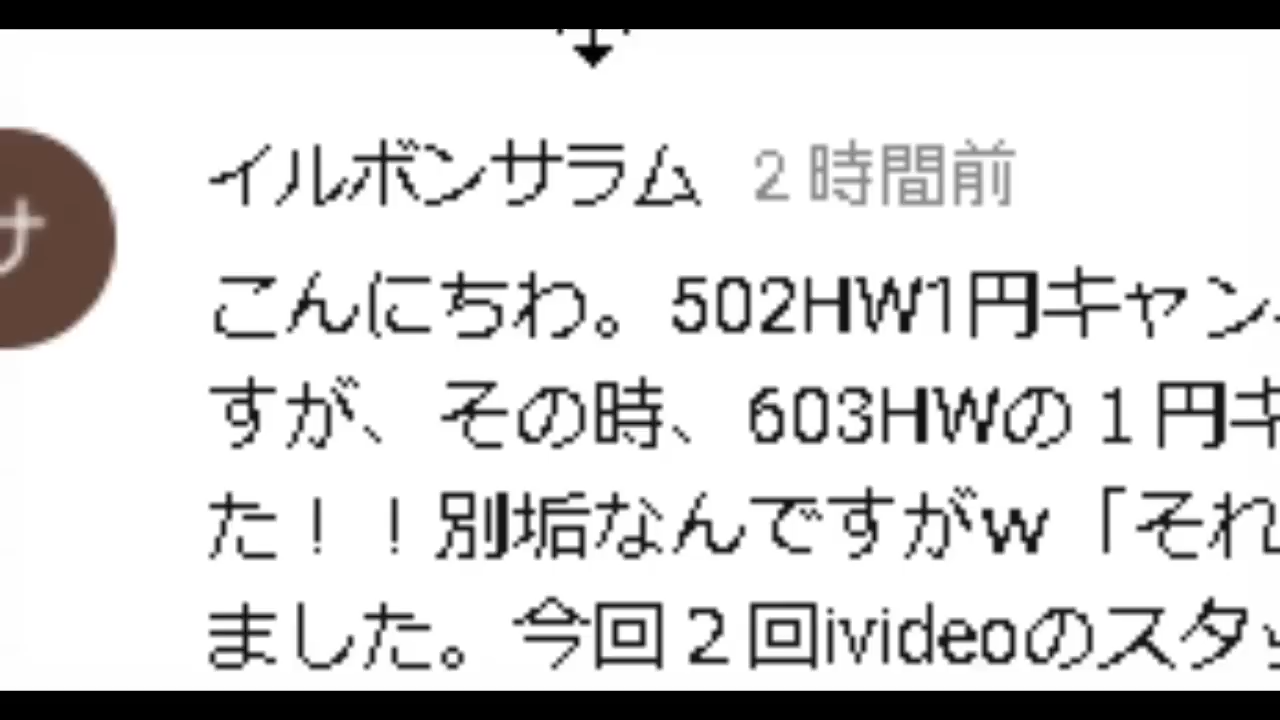 イルボンサラム 2 時間前
サ
こんにちわ。502HW1円キャン
すが、その時、603HWの１円キ
た！！別垢なんですがｗ「それ
ました。今回２回ivideoのスタッ